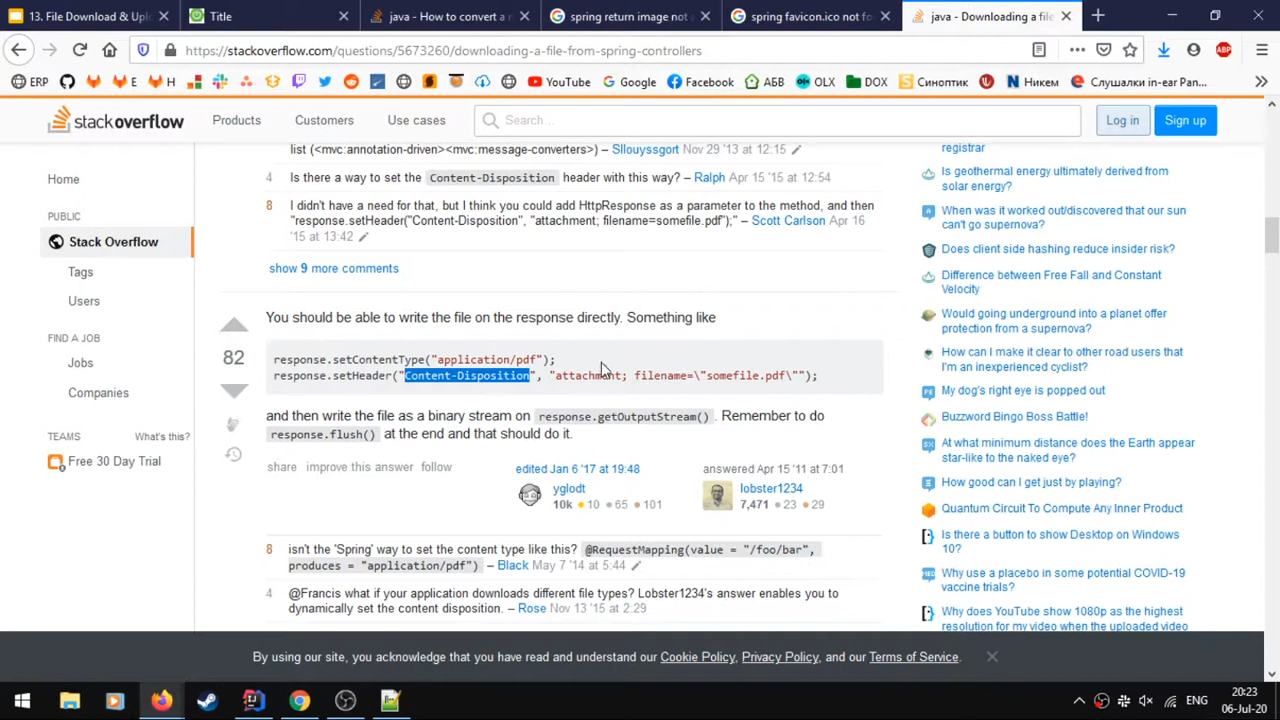 13. File Download & Uplo
Title
java - How to convert a r
spring return image not a
spring favicon.ico not fo
java - Downloading a file
https://stackoverflow.com/questions/5673260/downloading-a-file-from-spring-controllers
ERP
E
H
YouTube
Google
Facebook
АБВ
OLX
DOX
Синоптик
Никем
Слушалки in-ear Pan...
stackoverflow
Products
Customers
Use cases
Search...
Log in
Sign up
list (<mvc:annotation-driven><mvc:message-converters>) – Sllouyssgort Nov 29 '13 at 12:15
4 Is there a way to set the Content-Disposition header with this way? – Ralph Apr 15 '15 at 12:54
8 I didn't have a need for that, but I think you could add HttpResponse as a parameter to the method, and then
"response.setHeader("Content-Disposition", "attachment; filename=somefile.pdf");" – Scott Carlson Apr 16
'15 at 13:42
show 9 more comments
Home
PUBLIC
Stack Overflow
Tags
Users
FIND A JOB
Jobs
Companies
TEAMS What's this?
Free 30 Day Trial
82
You should be able to write the file on the response directly. Something like
response.setContentType("application/pdf");
response.setHeader("Content-Disposition", "attachment; filename=\"somefile.pdf\"");
and then write the file as a binary stream on response.getOutputStream() . Remember to do
response.flush() at the end and that should do it.
share improve this answer follow
edited Jan 6 '17 at 19:48
yglodt
10k 10 65 101
answered Apr 15 '11 at 7:01
lobster1234
7,471 23 29
8 isn't the 'Spring' way to set the content type like this? @RequestMapping(value = "/foo/bar",
produces = "application/pdf") – Black May 7 '14 at 5:44
4 @Francis what if your application downloads different file types? Lobster1234's answer enables you to
dynamically set the content disposition. – Rose Nov 13 '15 at 2:29
registrar
Is geothermal energy ultimately derived from
solar energy?
When was it worked out/discovered that our sun
can't go supernova?
Does client side hashing reduce insider risk?
Difference between Free Fall and Constant
Velocity
Would going underground into a planet offer
protection from a supernova?
How can I make it clear to other road users that
I'm an inexperienced cyclist?
My dog's right eye is popped out
Buzzword Bingo Boss Battle!
At what minimum distance does the Earth appear
star-like to the naked eye?
How good can I get just by playing?
Quantum Circuit To Compute Any Inner Product
Is there a button to show Desktop on Windows
10?
Why use a placebo in some potential COVID-19
vaccine trials?
Why does YouTube show 1080p as the highest
resolution for my video when the uploaded video
By using our site, you acknowledge that you have read and understand our Cookie Policy, Privacy Policy, and our Terms of Service.
ENG
20:23
06-Jul-20